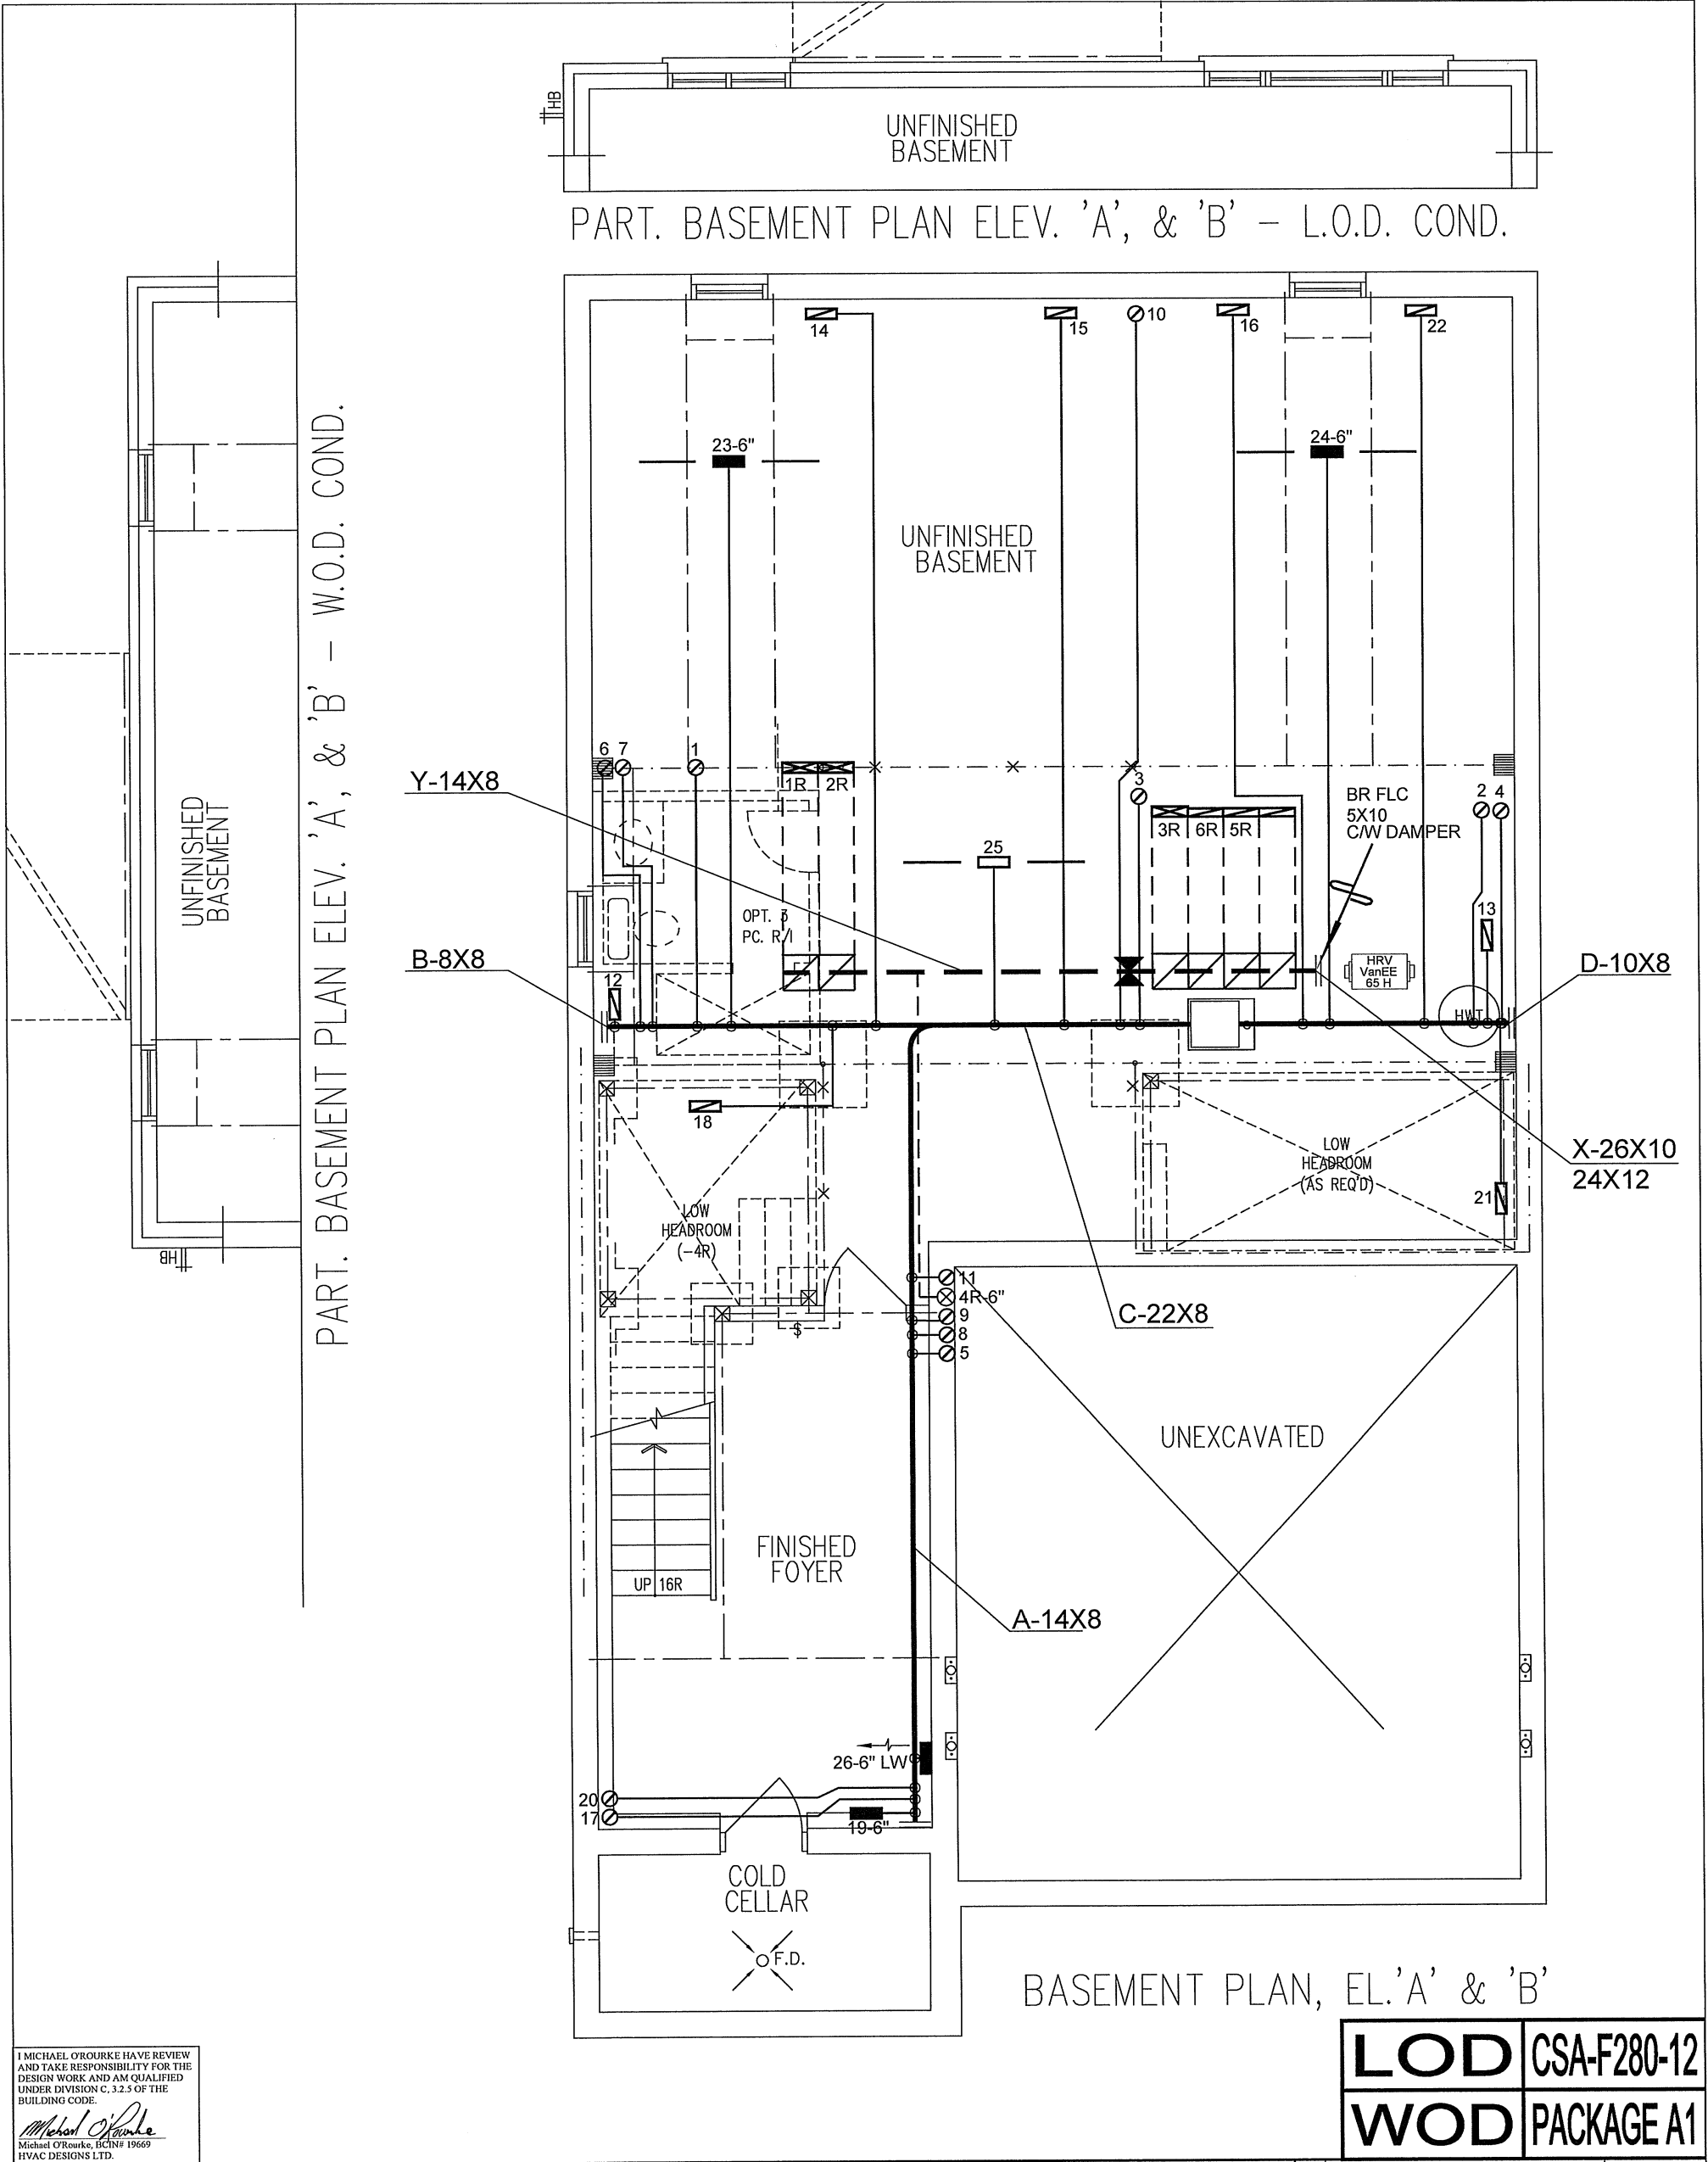 HB
UNFINISHED
BASEMENT
PART. BASEMENT PLAN ELEV. 'A', & 'B' - L.O.D. COND.
14
15
10
16
22
23-6"
24-6"
UNFINISHED
BASEMENT
PART. BASEMENT PLAN ELEV. 'A', & 'B' - W.O.D. COND.
UNFINISHED
BASEMENT
HB
Y-14X8
6 7
1
1R 2R
3
3R 6R 5R
BR FLC
5X10
C/W DAMPER
2 4
25
OPT. 3
PC. R/I
13
B-8X8
12
HRV
VanEE
65 H
D-10X8
HWT
18
LOW
HEADROOM
(-4R)
LOW
HEADROOM
(AS REQ'D)
X-26X10
24X12
21
11
4R-6"
9
8
5
C-22X8
$
UNEXCAVATED
FINISHED
FOYER
UP 16R
A-14X8
26-6" LW
20
17
19-6"
COLD
CELLAR
F.D.
BASEMENT PLAN, EL.'A' & 'B'
LOD CSA-F280-12
WOD PACKAGE A1
I MICHAEL O'ROURKE HAVE REVIEW
AND TAKE RESPONSIBILITY FOR THE
DESIGN WORK AND AM QUALIFIED
UNDER DIVISION C, 3.2.5 OF THE
BUILDING CODE.
Michael O'Rourke
Michael O'Rourke, BCIN# 19669
HVAC DESIGNS LTD.